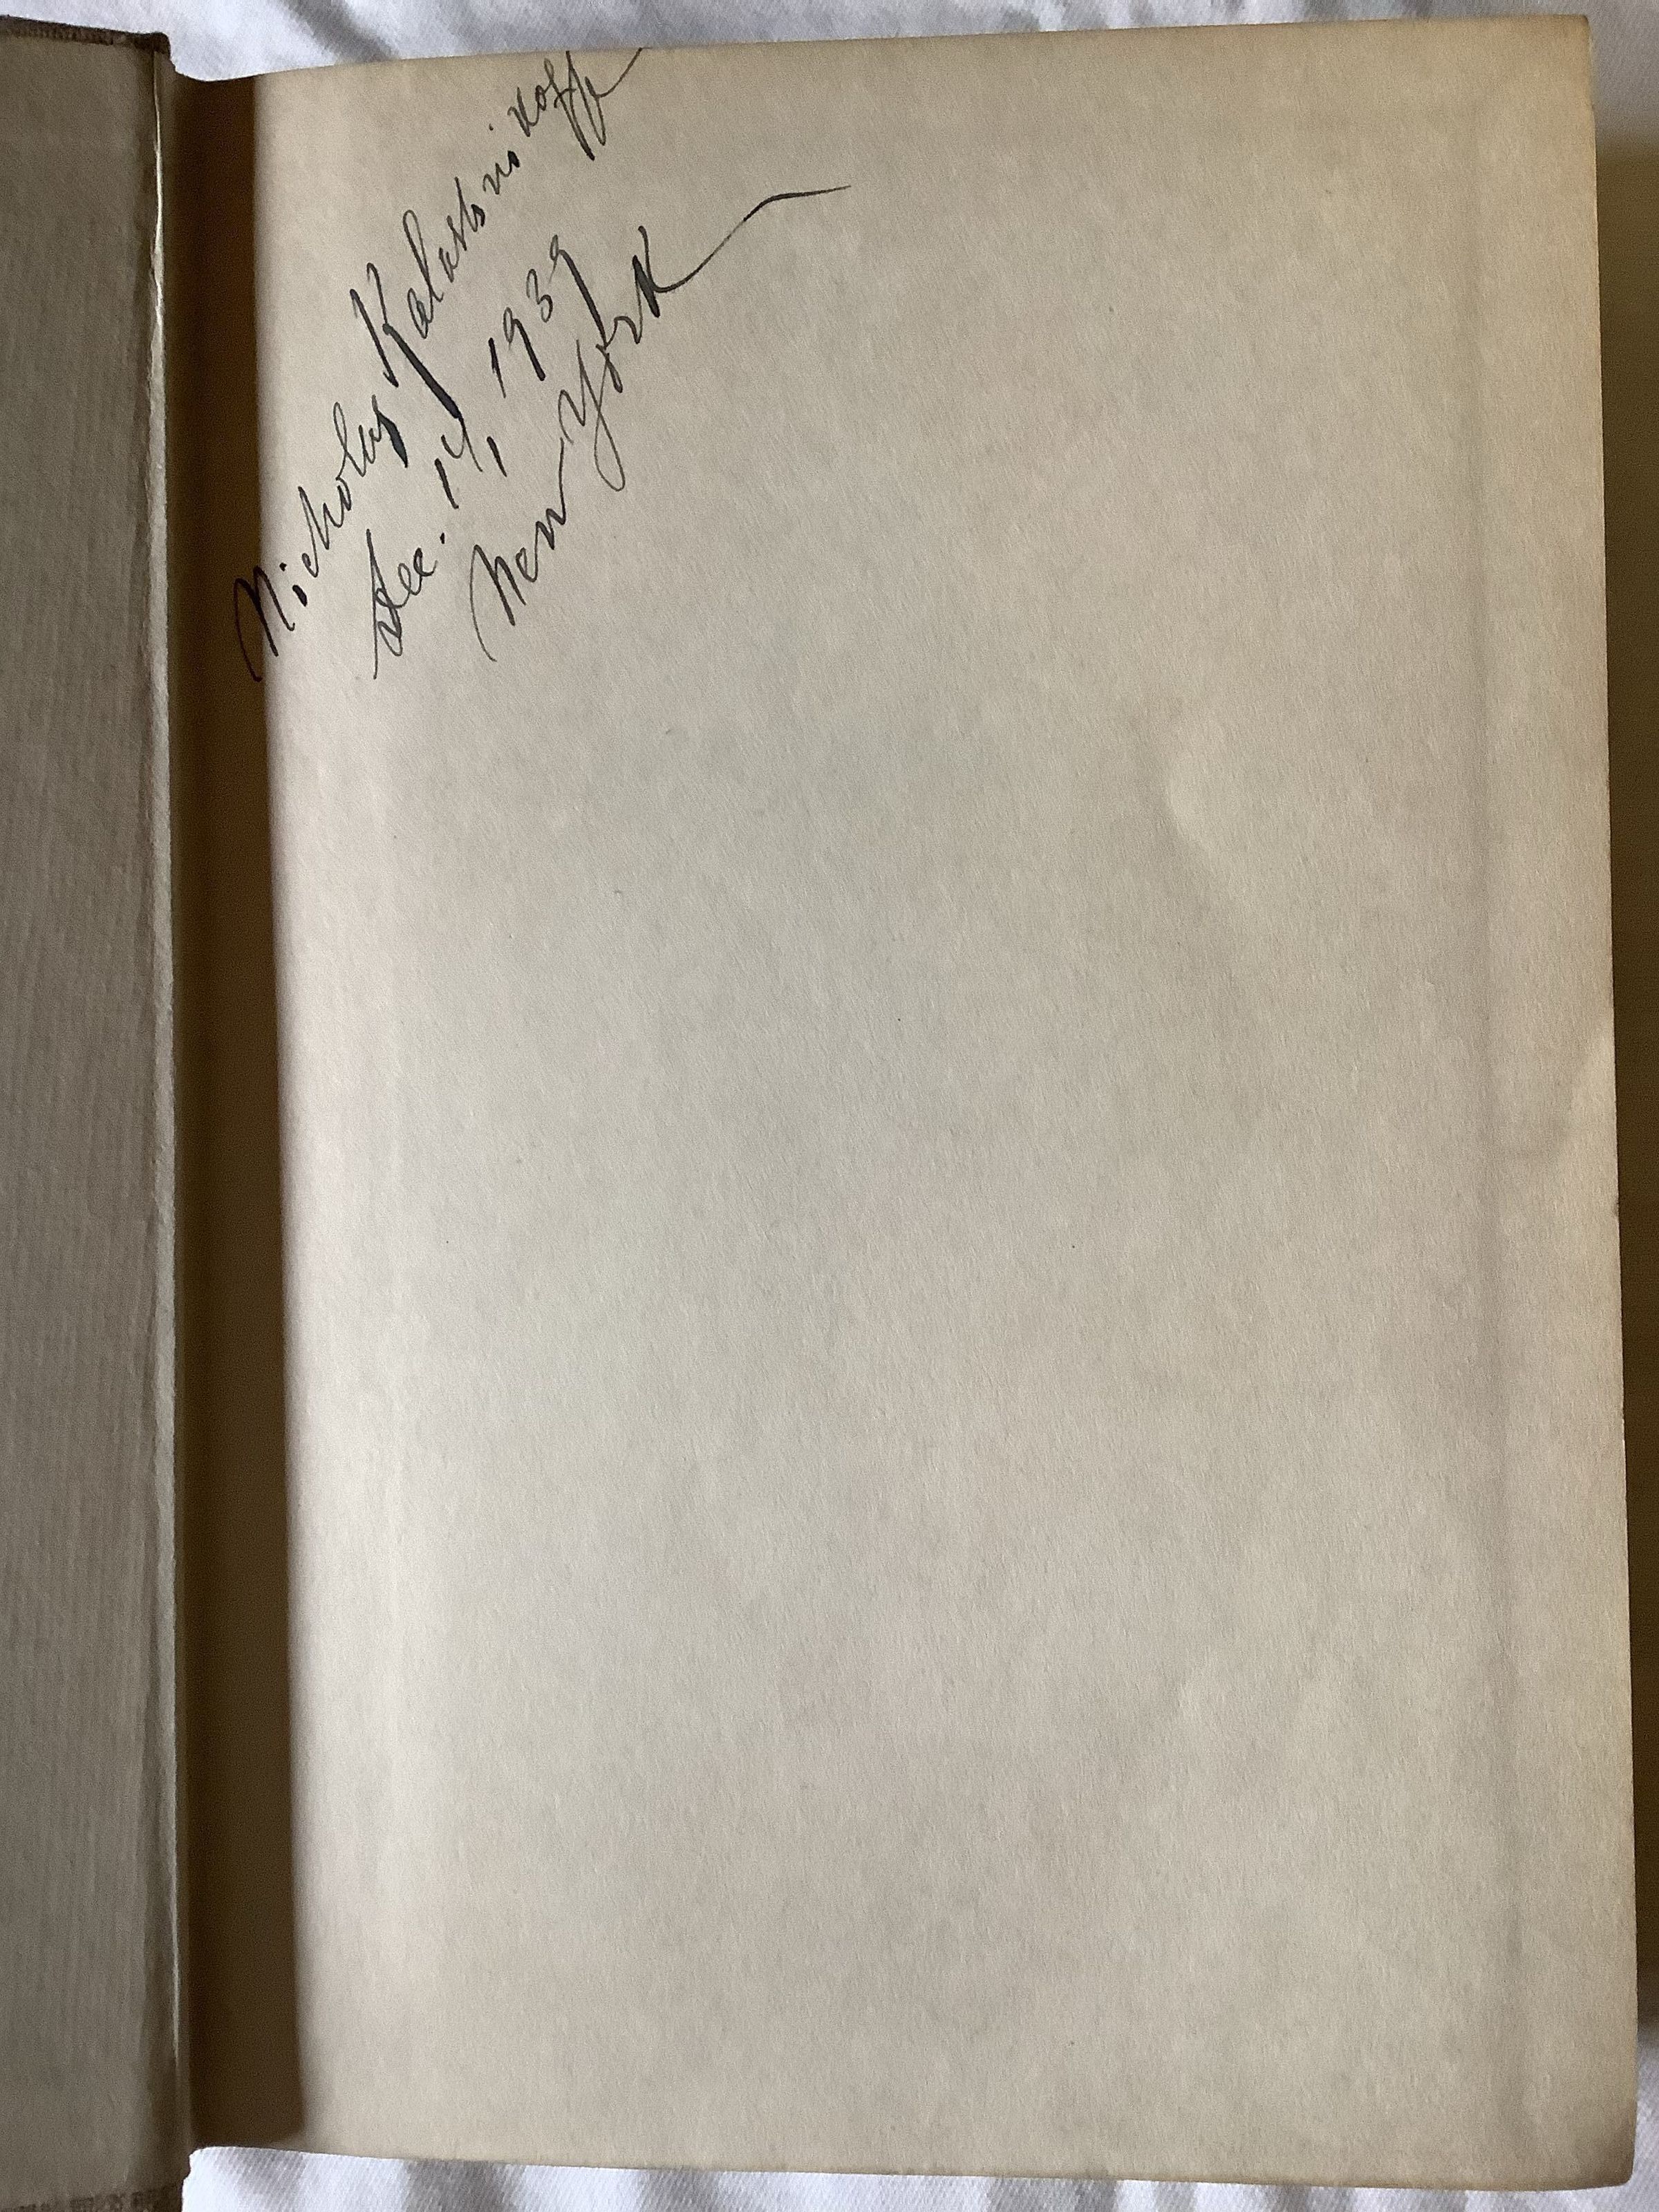 Nicholas Kalashnikoff
Dec. 14, 1939
New York